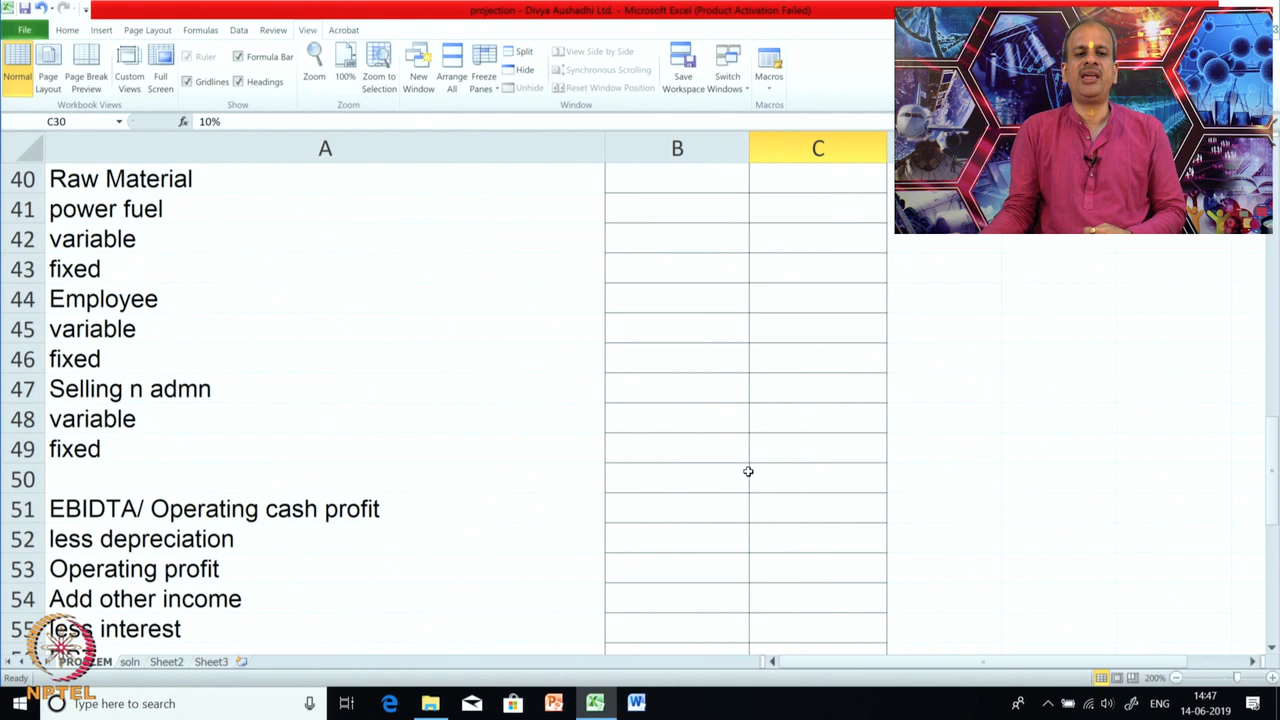 projection - Divya Aushadhi Ltd. - Microsoft Excel (Product Activation Failed)
File Home Insert Page Layout Formulas Data Review View Acrobat
Normal Page Layout Page Break Preview Custom Views Full Screen
Workbook Views
Ruler Formula Bar
Gridlines Headings
Show
Zoom 100% Zoom to Selection
Zoom
New Window Arrange All Freeze Panes
Split
Hide
Unhide
View Side by Side
Synchronous Scrolling
Reset Window Position
Window
Save Workspace Switch Windows
Macros
Macros
C30 fx 10%
A B C
40 Raw Material
41 power fuel
42 variable
43 fixed
44 Employee
45 variable
46 fixed
47 Selling n admn
48 variable
49 fixed
50
51 EBIDTA/ Operating cash profit
52 less depreciation
53 Operating profit
54 Add other income
55 less interest
PROBLEM soln Sheet2 Sheet3
Ready 200%
NPTEL
Type here to search
ENG
14:47
14-06-2019